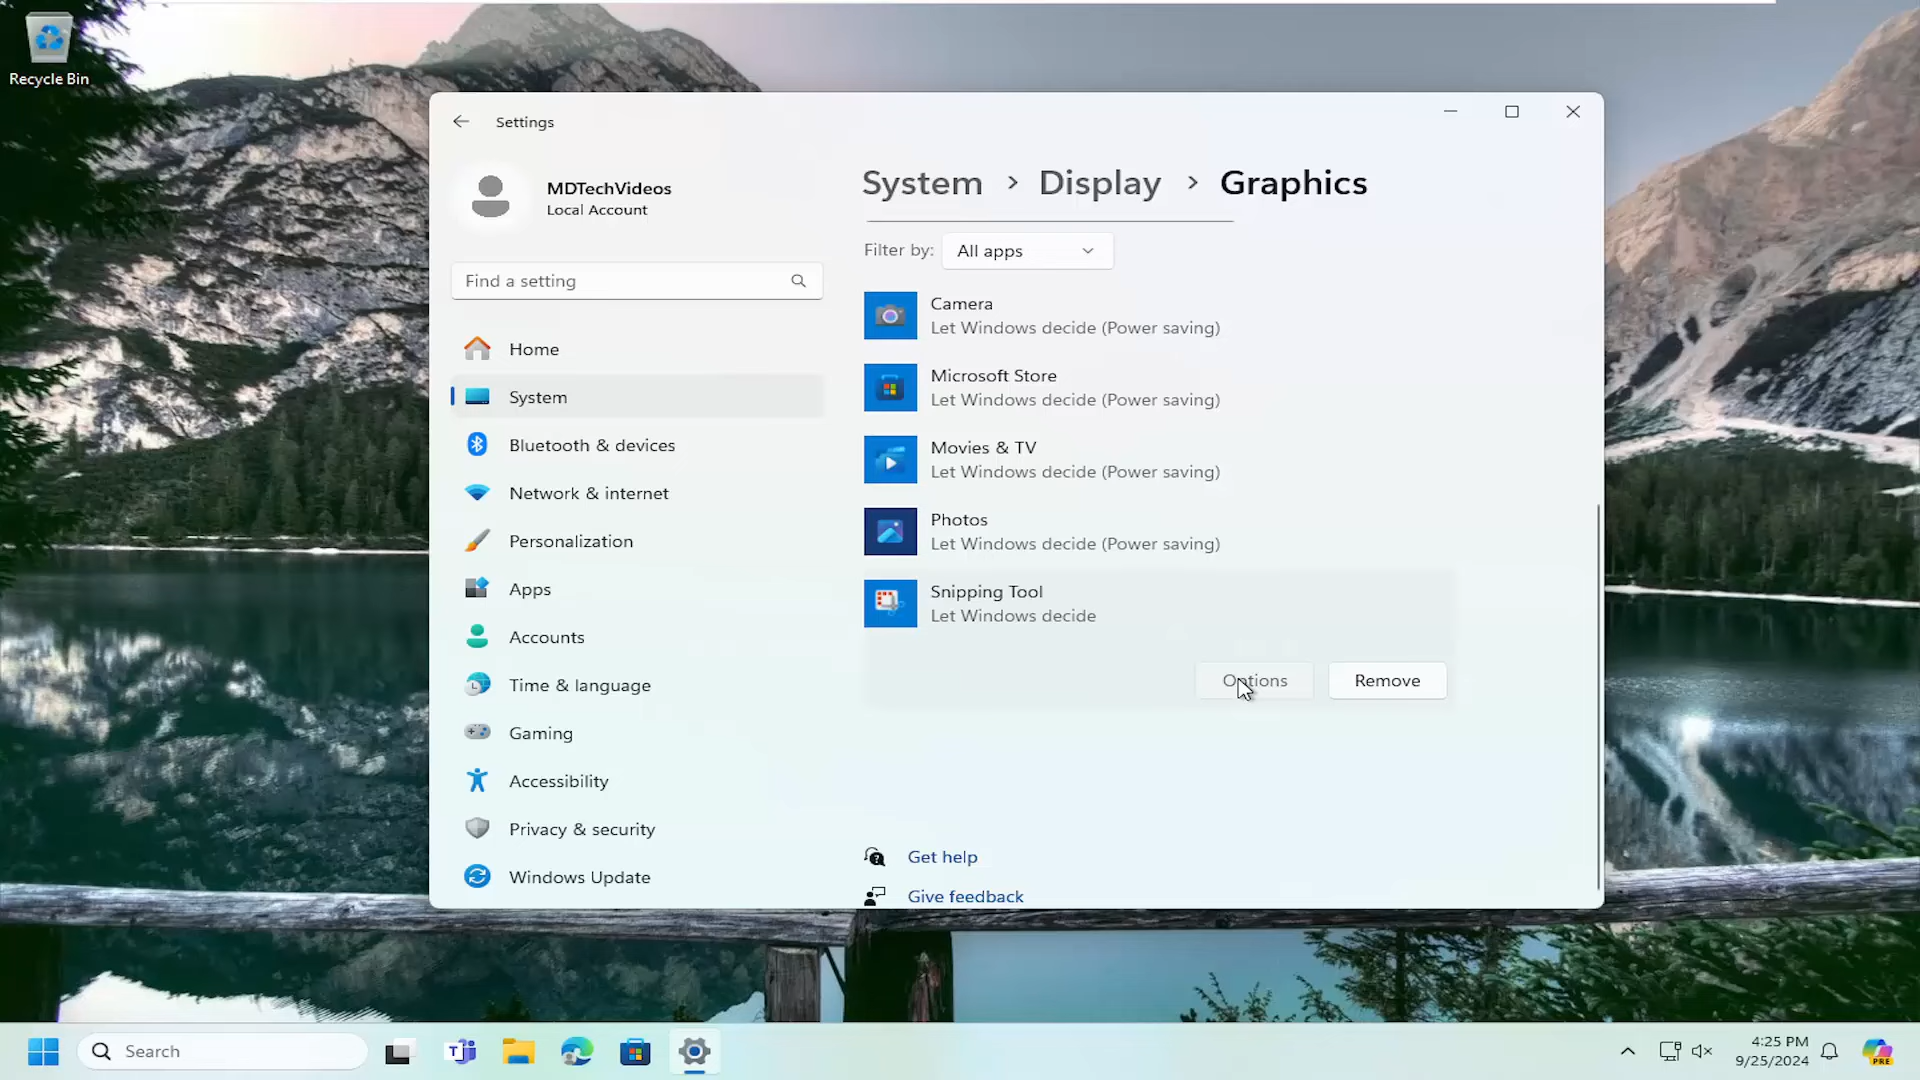 Recycle Bin
Settings
MDTechVideos
Local Account
Find a setting
Home
System
Bluetooth & devices
Network & internet
Personalization
Apps
Accounts
Time & language
Gaming
Accessibility
Privacy & security
Windows Update
System > Display > Graphics
Filter by: All apps
Camera
Let Windows decide (Power saving)
Microsoft Store
Let Windows decide (Power saving)
Movies & TV
Let Windows decide (Power saving)
Photos
Let Windows decide (Power saving)
Snipping Tool
Let Windows decide
Options Remove
Get help
Give feedback
Search
4:25 PM
9/25/2024
PRE